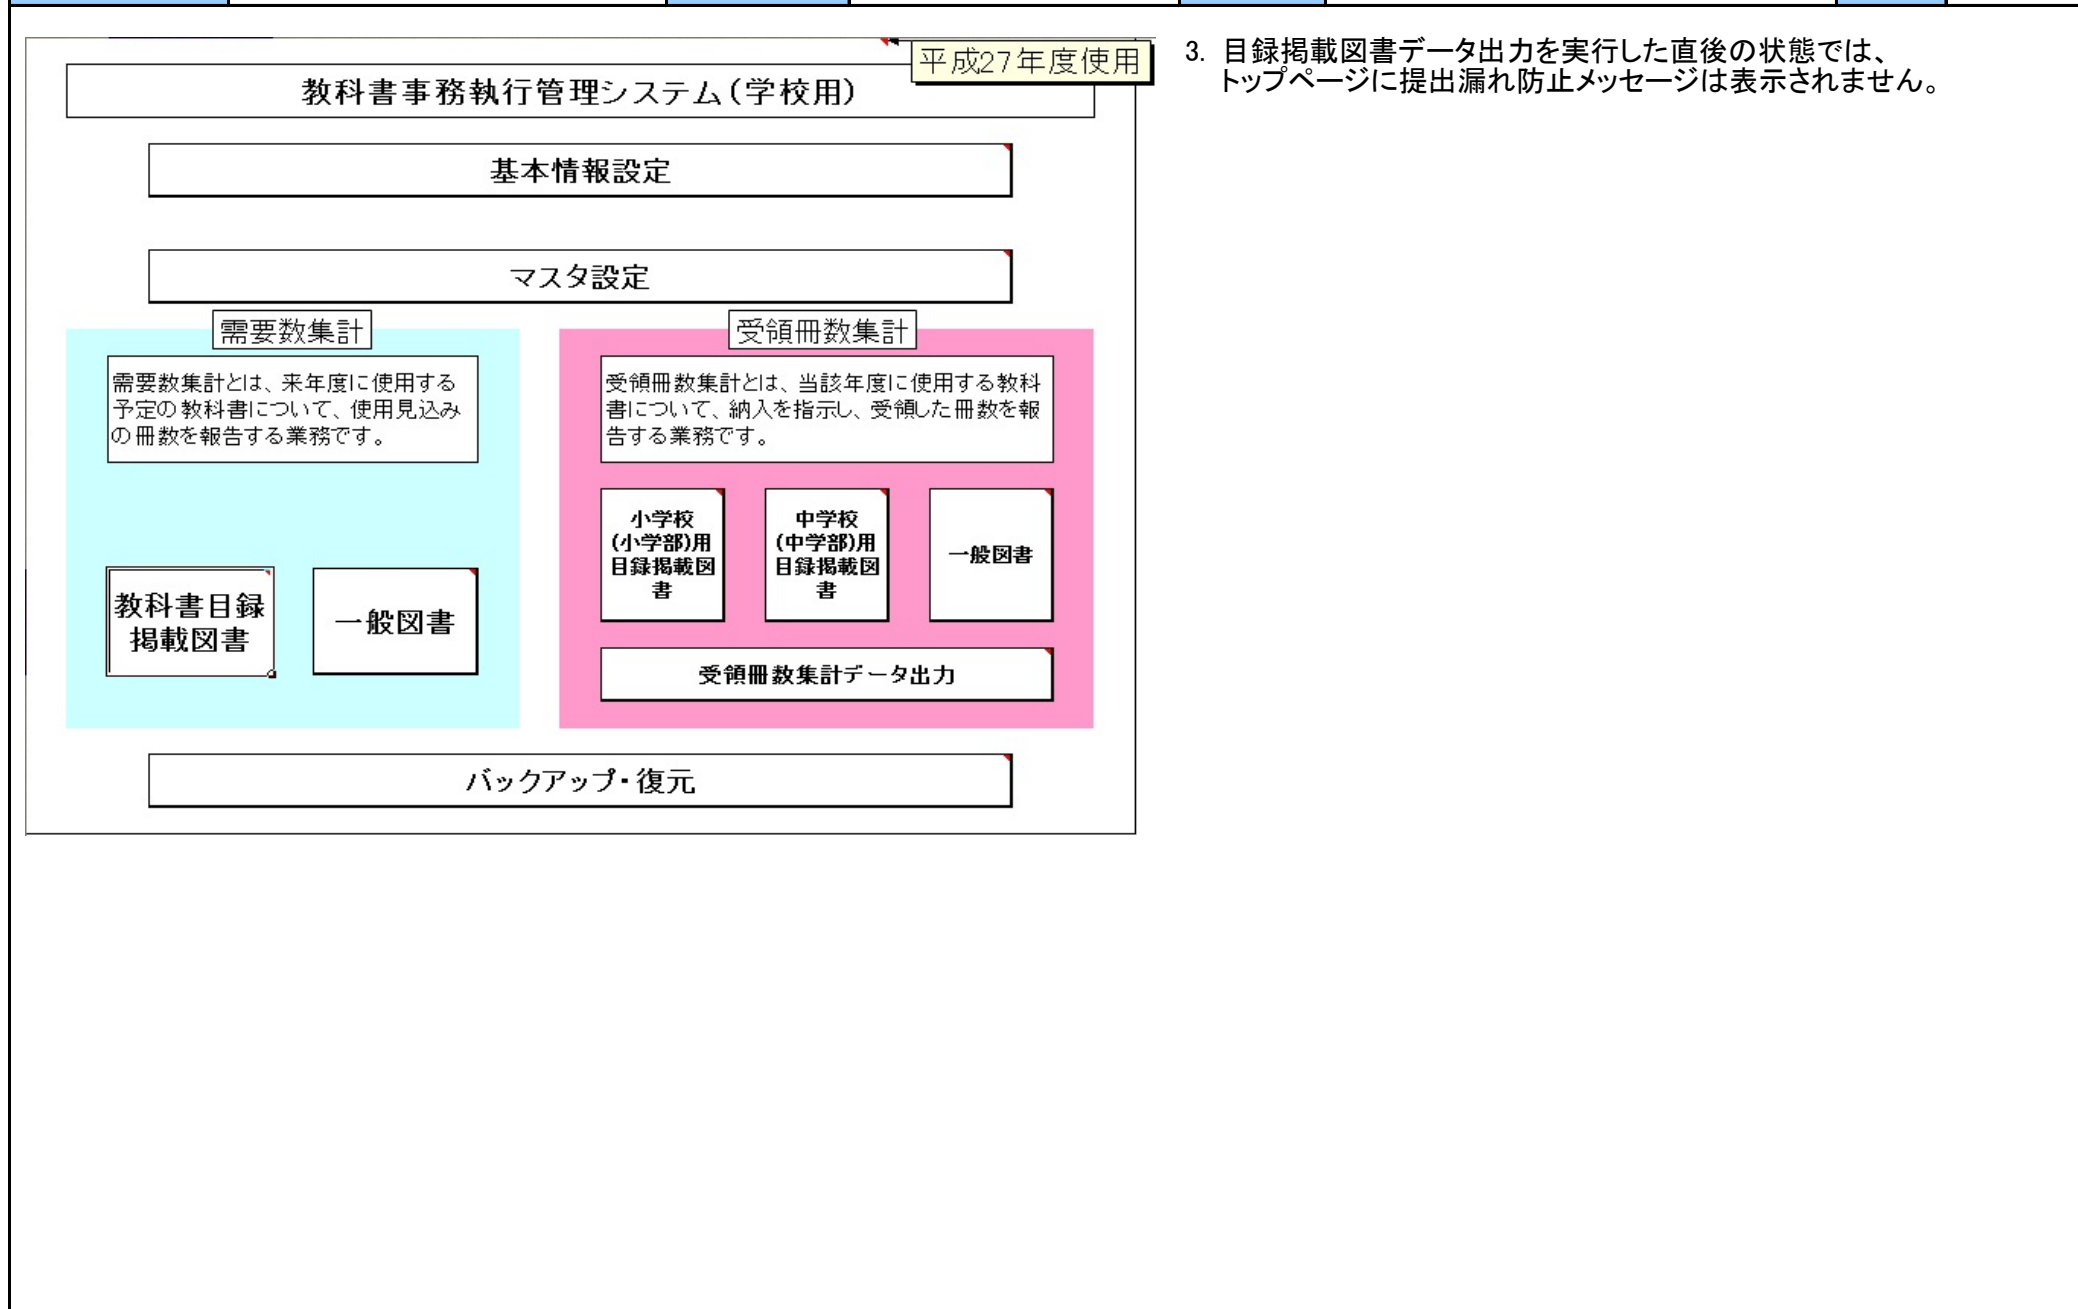 平成27年度使用
教科書事務執行管理システム(学校用)
基本情報設定
マスタ設定
需要数集計
需要数集計とは、来年度に使用する
予定の教科書について、使用見込み
の冊数を報告する業務です。
教科書目録
掲載図書
一般図書
受領冊数集計
受領冊数集計とは、当該年度に使用する教科
書について、納入を指示し、受領した冊数を報
告する業務です。
小学校
(小学部)用
目録掲載図
書
中学校
(中学部)用
目録掲載図
書
一般図書
受領冊数集計データ出力
バックアップ・復元
3. 目録掲載図書データ出力を実行した直後の状態では、
トップページに提出漏れ防止メッセージは表示されません。